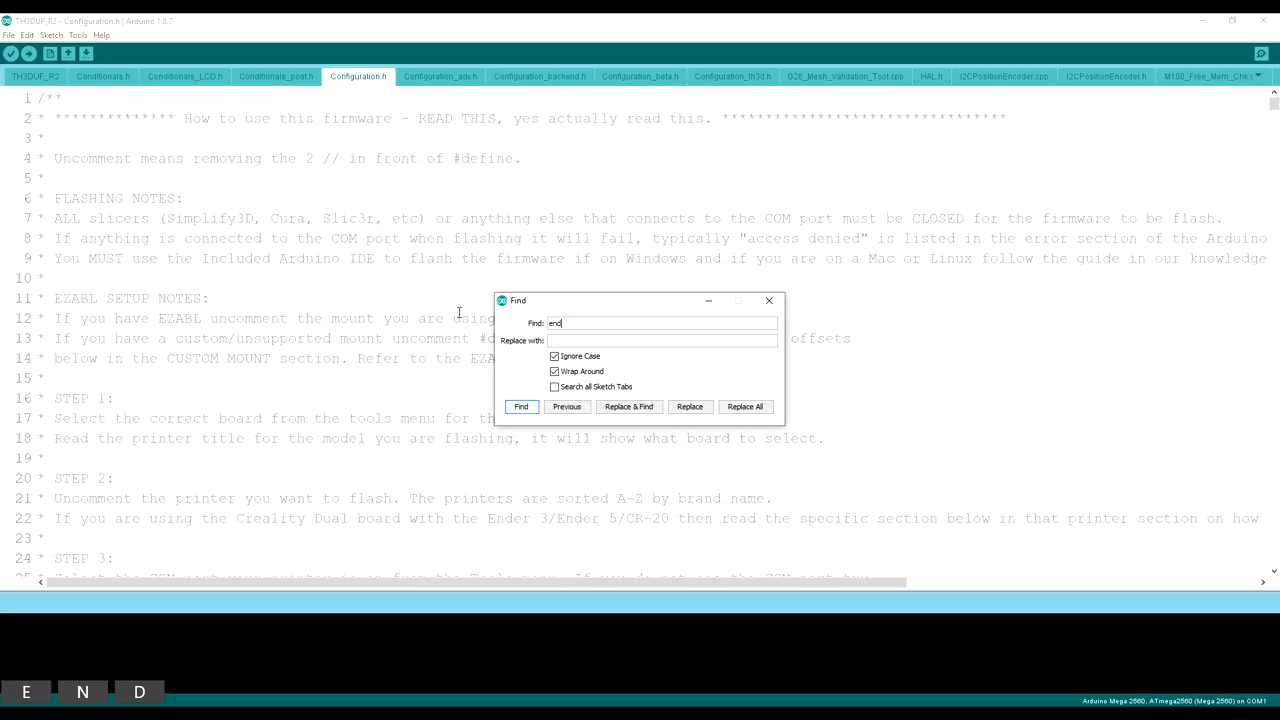 TH3DUF_R2 - Configuration.h | Arduino 1.8.7
File Edit Sketch Tools Help
TH3DUF_R2 Conditionals.h Conditionals_LCD.h Conditionals_post.h Configuration.h Configuration_adv.h Configuration_backend.h Configuration_beta.h Configuration_th3d.h G26_Mesh_Validation_Tool.cpp HAL.h I2CPositionEncoder.cpp I2CPositionEncoder.h M100_Free_Mem_Chk.c
1 /**
2 * ************** How to use this firmware - READ THIS, yes actually read this. *********************************
3 *
4 * Uncomment means removing the 2 // in front of #define.
5 *
6 * FLASHING NOTES:
7 * ALL slicers (Simplify3D, Cura, Slic3r, etc) or anything else that connects to the COM port must be CLOSED for the firmware to be flash.
8 * If anything is connected to the COM port when flashing it will fail, typically "access denied" is listed in the error section of the Arduino
9 * You MUST use the Included Arduino IDE to flash the firmware if on Windows and if you are on a Mac or Linux follow the guide in our knowledge
10 *
11 * EZABL SETUP NOTES:
12 * If you have EZABL uncomment the mount you are using
13 * If you have a custom/unsupported mount uncomment #d offsets
14 * below in the CUSTOM MOUNT section. Refer to the EZA
15 *
16 * STEP 1:
17 * Select the correct board from the tools menu for th
18 * Read the printer title for the model you are flashing, it will show what board to select.
19 *
20 * STEP 2:
21 * Uncomment the printer you want to flash. The printers are sorted A-Z by brand name.
22 * If you are using the Creality Dual board with the Ender 3/Ender 5/CR-20 then read the specific section below in that printer section on how
23 *
24 * STEP 3:
Find
Find: end
Replace with:
Ignore Case
Wrap Around
Search all Sketch Tabs
Find Previous Replace & Find Replace Replace All
E N D
Arduino Mega 2560, ATmega2560 (Mega 2560) on COM1